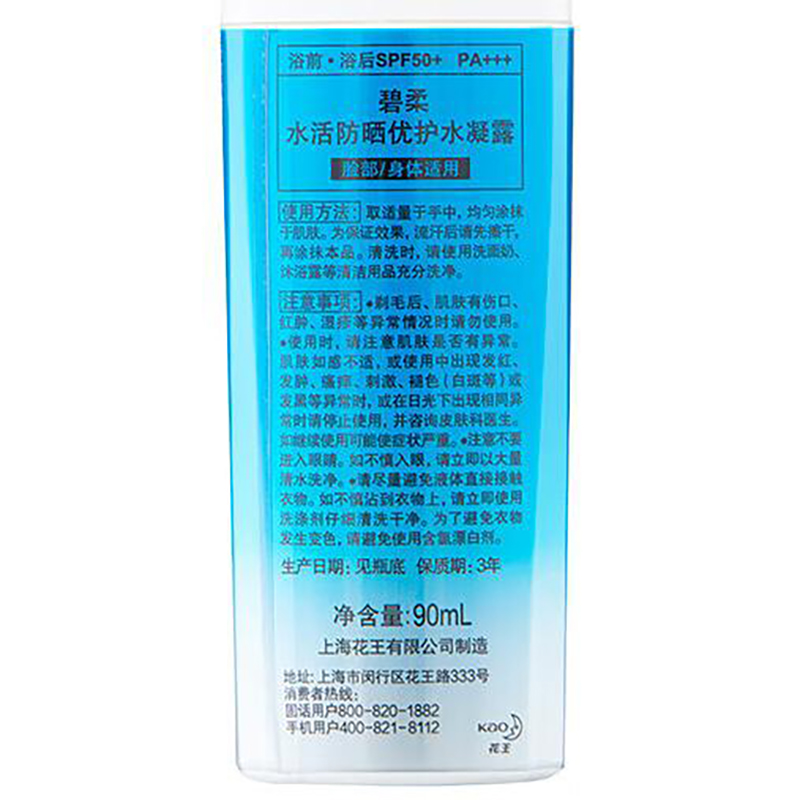 浴前·浴后SPF50+ PA+++
碧柔
水活防晒优护水凝露
脸部/身体适用
使用方法：取适量于手中，均匀涂抹
于肌肤。为保证效果，流汗后请先擦干，
再涂抹本品。清洗时，请使用洗面奶、
沐浴露等清洁用品充分洗净。
注意事项：●剃毛后、肌肤有伤口、
红肿、湿疹等异常情况时请勿使用。
●使用时，请注意肌肤是否有异常。
肌肤如感不适，或使用中出现发红、
发肿、瘙痒、刺激、褪色（白斑等）或
发黑等异常时，或在日光下出现相同异
常时请停止使用，并咨询皮肤科医生。
如继续使用可能使症状严重。●注意不要
进入眼睛。如不慎入眼，请立即以大量
清水洗净。●请尽量避免液体直接接触
衣物。如不慎沾到衣物上，请立即使用
洗涤剂仔细清洗干净。为了避免衣物
发生变色，请避免使用含氯漂白剂。
生产日期：见瓶底 保质期：3年
净含量：90mL
上海花王有限公司制造
地址：上海市闵行区花王路333号
消费者热线：
固话用户800-820-1882
手机用户400-821-8112
Kao
花王